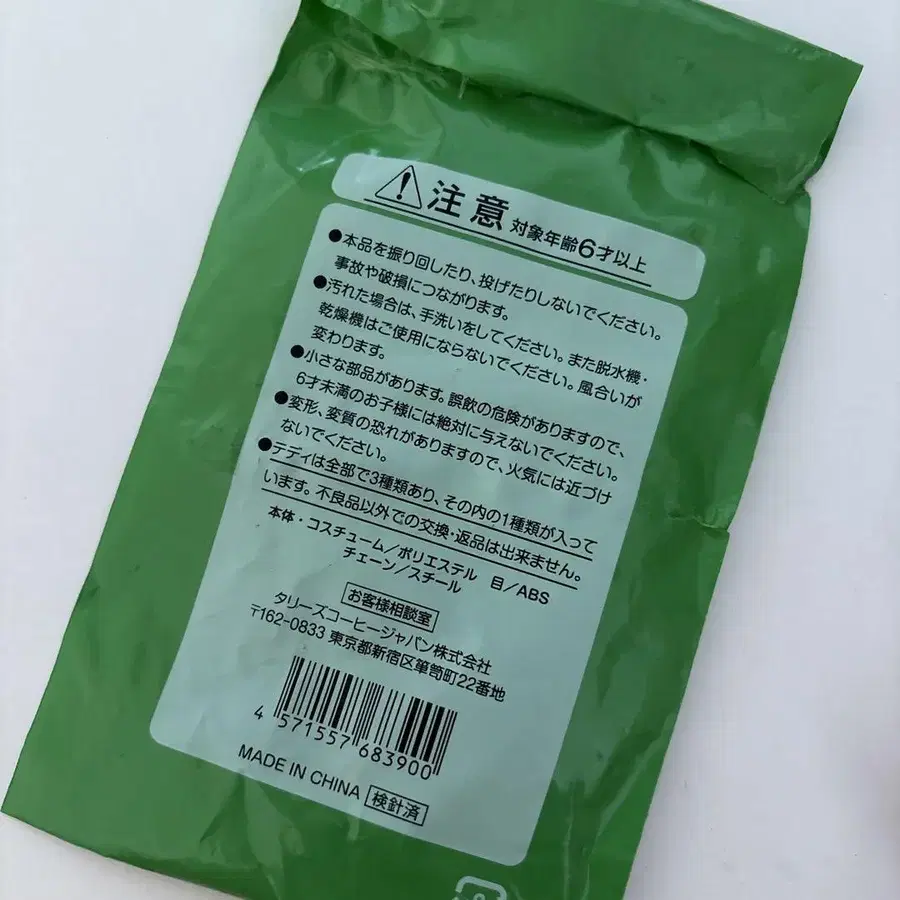 注意 対象年齢6才以上
●本品を振り回したり、投げたりしないでください。
事故や破損につながります。
●汚れた場合は、手洗いをしてください。また脱水機・
乾燥機はご使用にならないでください。風合いが
変わります。
●小さな部品があります。誤飲の危険がありますので、
6才未満のお子様には絶対に与えないでください。
●変形、変質の恐れがありますので、火気には近づけ
ないでください。
●テディは全部で3種類あり、その内の1種類が入って
います。不良品以外での交換・返品は出来ません。
本体・コスチューム/ポリエステル 目/ABS
チェーン/スチール
お客様相談室
タリーズコーヒージャパン株式会社
〒162-0833 東京都新宿区箪笥町22番地
4 571557 683900
MADE IN CHINA 検針済